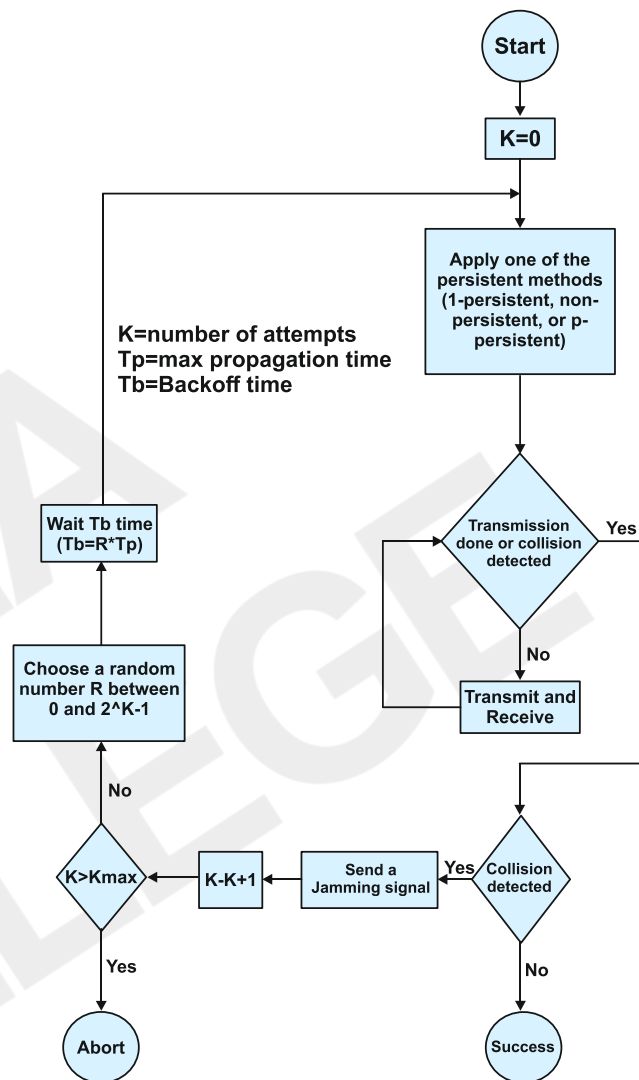 Start
K=0
Apply one of the
persistent methods
(1-persistent, non-
persistent, or p-
persistent)
K=number of attempts
Tp=max propagation time
Tb=Backoff time
Wait Tb time
(Tb=R*Tp)
Transmission
done or collision
detected
Yes
No
Transmit and
Receive
Choose a random
number R between
0 and 2^K-1
No
K>Kmax
K-K+1
Send a
Jamming signal
Yes
Collision
detected
Yes
No
Abort
Success